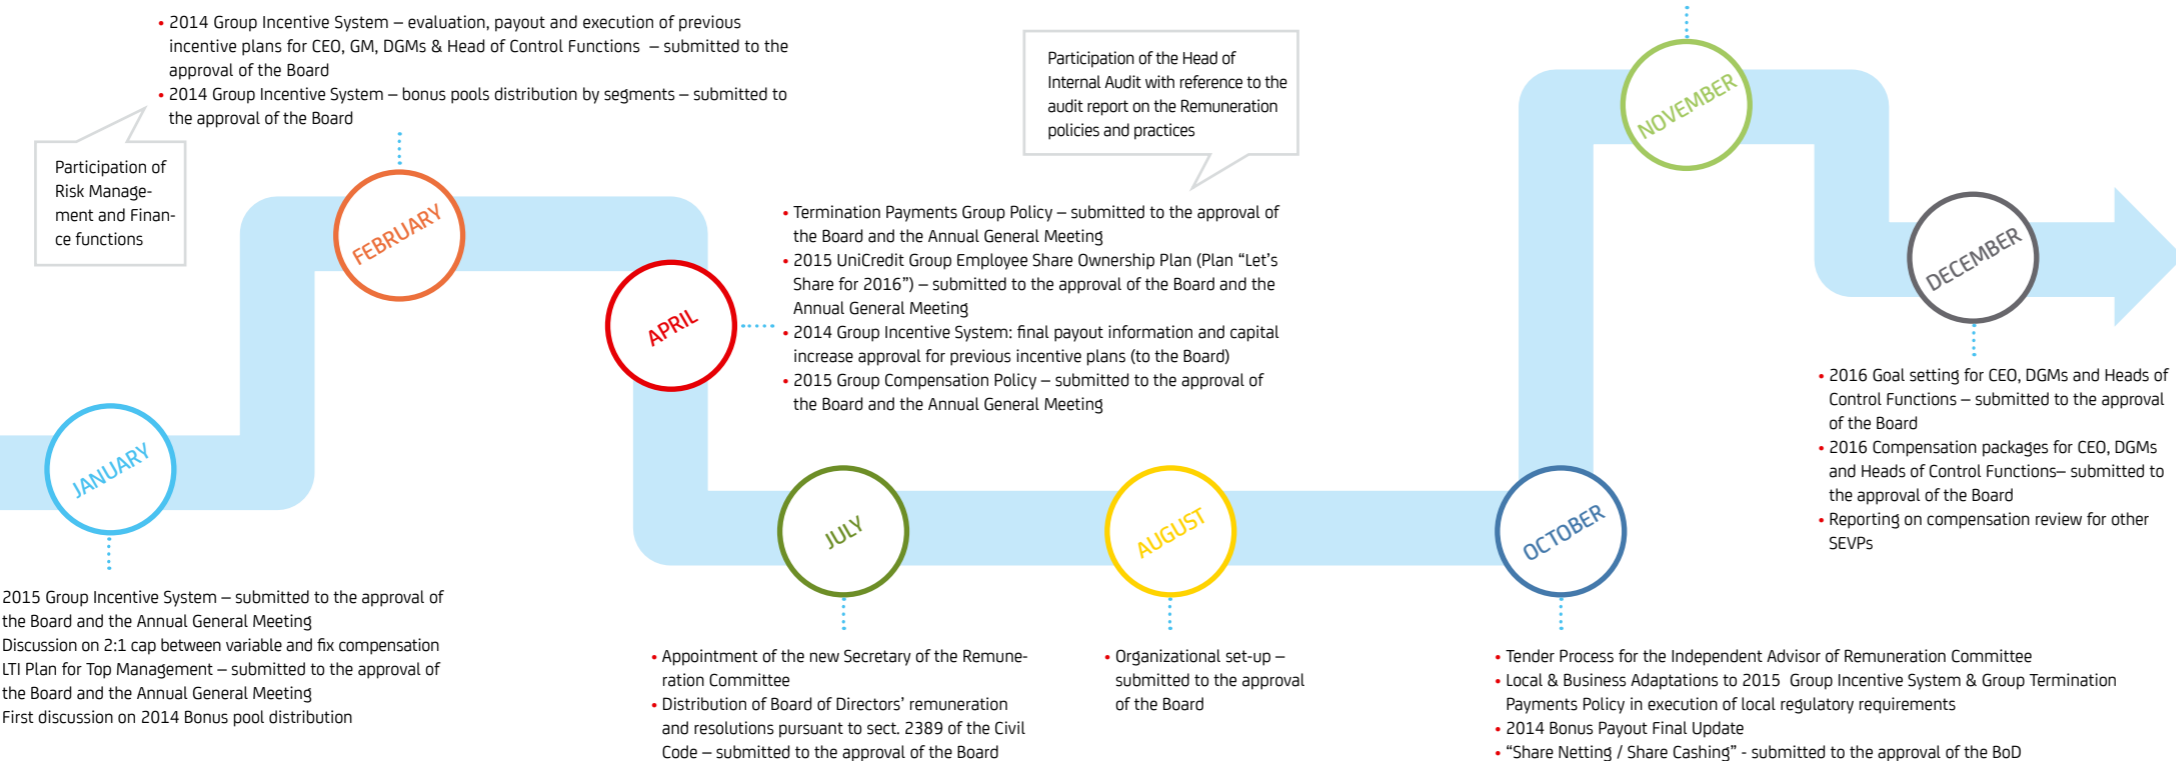 • 2014 Group Incentive System – evaluation, payout and execution of previous
incentive plans for CEO, GM, DGMs & Head of Control Functions – submitted to the
approval of the Board
• 2014 Group Incentive System – bonus pools distribution by segments – submitted to
the approval of the Board
Participation of
Risk Manage-
ment and Finan-
ce functions
FEBRUARY
JANUARY
2015 Group Incentive System – submitted to the approval of
the Board and the Annual General Meeting
Discussion on 2:1 cap between variable and fix compensation
LTI Plan for Top Management – submitted to the approval of
the Board and the Annual General Meeting
First discussion on 2014 Bonus pool distribution
Participation of the Head of
Internal Audit with reference to the
audit report on the Remuneration
policies and practices
APRIL
• Termination Payments Group Policy – submitted to the approval of
the Board and the Annual General Meeting
• 2015 UniCredit Group Employee Share Ownership Plan (Plan “Let’s
Share for 2016”) – submitted to the approval of the Board and the
Annual General Meeting
• 2014 Group Incentive System: final payout information and capital
increase approval for previous incentive plans (to the Board)
• 2015 Group Compensation Policy – submitted to the approval of
the Board and the Annual General Meeting
JULY
• Appointment of the new Secretary of the Remune-
ration Committee
• Distribution of Board of Directors’ remuneration
and resolutions pursuant to sect. 2389 of the Civil
Code – submitted to the approval of the Board
AUGUST
• Organizational set-up –
submitted to the approval
of the Board
OCTOBER
• Tender Process for the Independent Advisor of Remuneration Committee
• Local & Business Adaptations to 2015 Group Incentive System & Group Termination
Payments Policy in execution of local regulatory requirements
• 2014 Bonus Payout Final Update
• “Share Netting / Share Cashing” - submitted to the approval of the BoD
NOVEMBER
DECEMBER
• 2016 Goal setting for CEO, DGMs and Heads of
Control Functions – submitted to the approval
of the Board
• 2016 Compensation packages for CEO, DGMs
and Heads of Control Functions– submitted to
the approval of the Board
• Reporting on compensation review for other
SEVPs